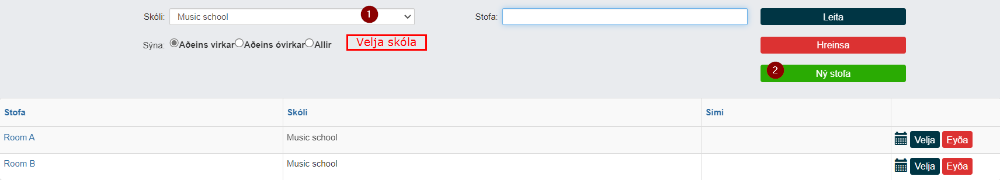 Skóli: Music school 1 Stofa: Leita
Sýna: Aðeins virkar Aðeins óvirkar Allir Velja skóla Hreinsa
2 Ný stofa
Stofa Skóli Sími
Room A Music school Velja Eyða
Room B Music school Velja Eyða